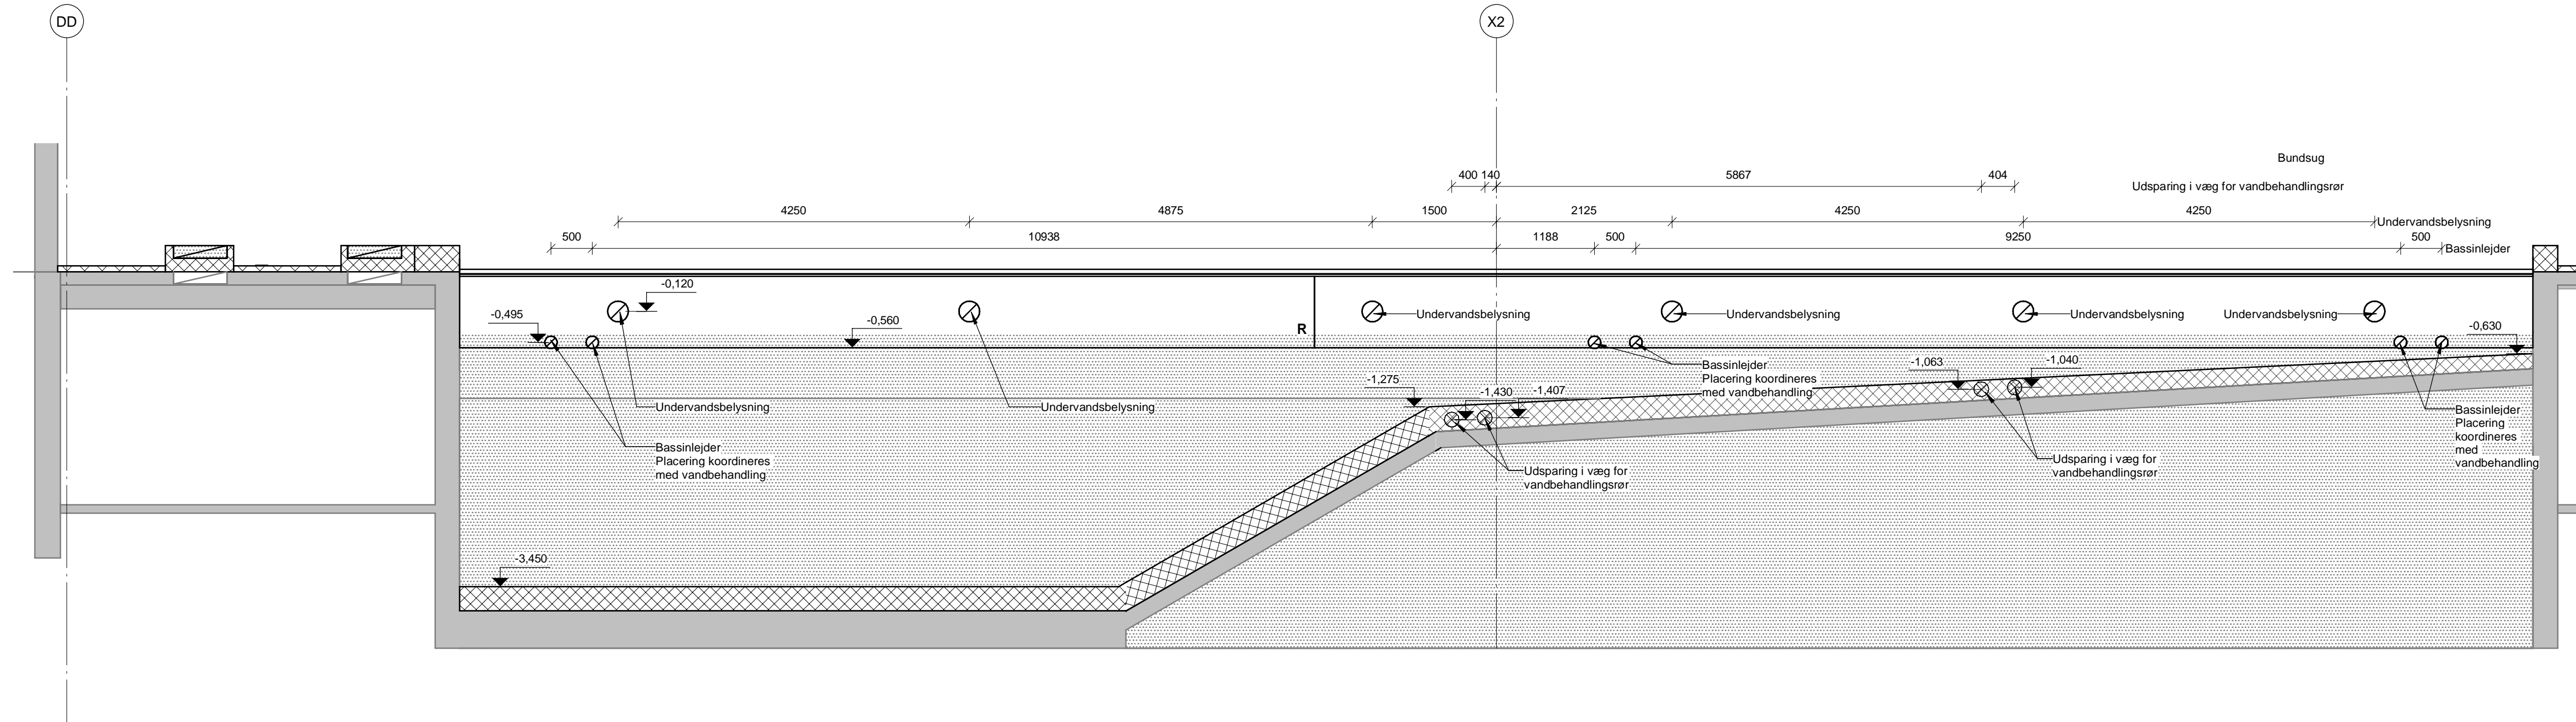 DD
X2
Bundsug
400 140 5867 404
Udsparing i væg for vandbehandlingsrør
4250 4875 1500 2125 4250 4250
Undervandsbelysning
500 10938 1188 500 9250 500
Bassinlejder
-0,120
-0,495
-0,560
R
Undervandsbelysning
Undervandsbelysning
Undervandsbelysning
Undervandsbelysning
-0,630
Bassinlejder
Placering koordineres
med vandbehandling
-1,063
-1,040
-1,275
-1,430
-1,407
Undervandsbelysning
Undervandsbelysning
Bassinlejder
Placering
koordineres
med
vandbehandling
Bassinlejder
Placering koordineres
med vandbehandling
Udsparing i væg for
vandbehandlingsrør
Udsparing i væg for
vandbehandlingsrør
-3,450